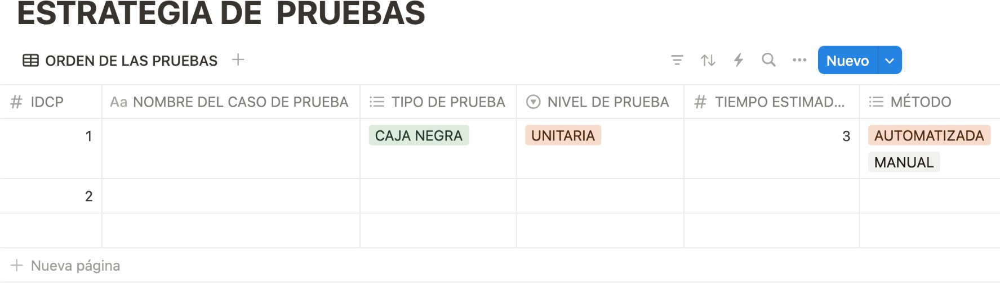 ESTRATEGIA DE PRUEBAS
ORDEN DE LAS PRUEBAS
Nuevo
# IDCP
Aa NOMBRE DEL CASO DE PRUEBA
TIPO DE PRUEBA
NIVEL DE PRUEBA
# TIEMPO ESTIMAD...
MÉTODO
1
CAJA NEGRA
UNITARIA
3
AUTOMATIZADA
MANUAL
2
+ Nueva página